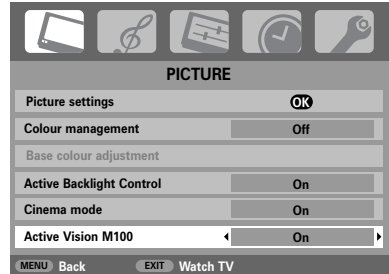 PICTURE
Picture settings OK
Colour management Off
Base colour adjustment
Active Backlight Control On
Cinema mode On
Active Vision M100 On
MENU Back EXIT Watch TV